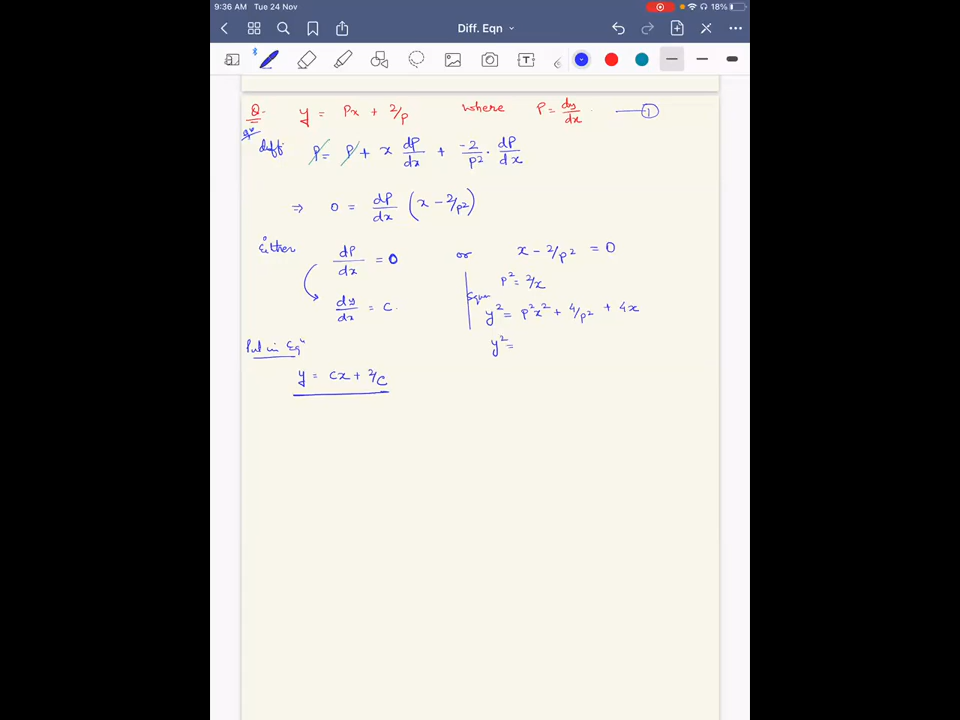 9:36 AM Tue 24 Nov 18%
Diff. Eqn
Q. y = Px + 2/p where P = dy/dx ①
diff P = P + x dP/dx + -2/p² · dP/dx
⇒ 0 = dP/dx (x - 2/p²)
Either dP/dx = 0 or x - 2/p² = 0
p² = 2/x
dy/dx = C.
y² = p²x² + 4/p² + 4x
Put in Eqⁿ
y² =
y = cx + 2/c